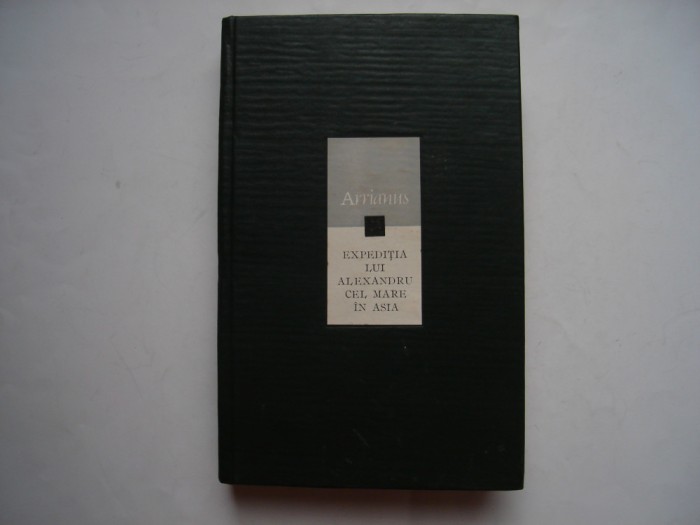 Arrianus
EXPEDIȚIA
LUI
ALEXANDRU
CEL MARE
ÎN ASIA